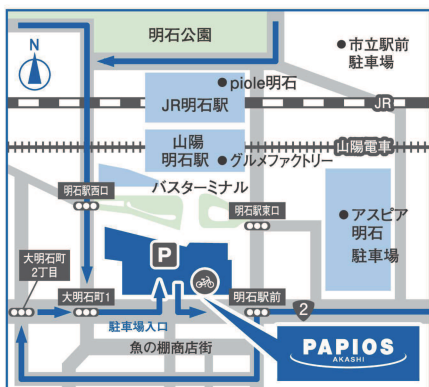 明石公園
N
市立駅前
駐車場
piole明石
JR明石駅
JR
山陽
明石駅
山陽電車
グルメファクトリー
バスターミナル
明石駅西口
明石駅東口
アスピア
明石
駐車場
P
大明石町
2丁目
大明石町1
明石駅前
2
駐車場入口
魚の棚商店街
PAPIOS
AKASHI